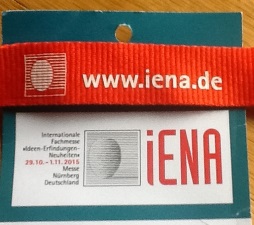 www.iena.de
Internationale
Fachmesse
»Ideen-Erfindungen-
Neuheiten«
29.10. – 1.11.2015
Messe
Nürnberg
Deutschland
iENA